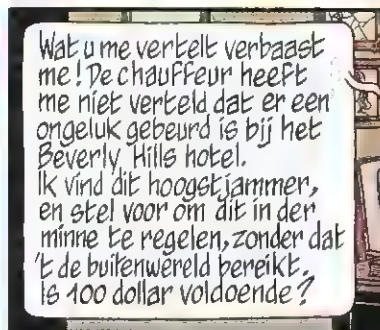 Wat u me vertelt verbaast
me! De chauffeur heeft
me niet verteld dat er een
ongeluk gebeurd is bij het
Beverly Hills hotel.
Ik vind dit hoogst jammer,
en stel voor om dit in der
minne te regelen, zonder dat
't de buitenwereld bereikt.
Is 100 dollar voldoende?